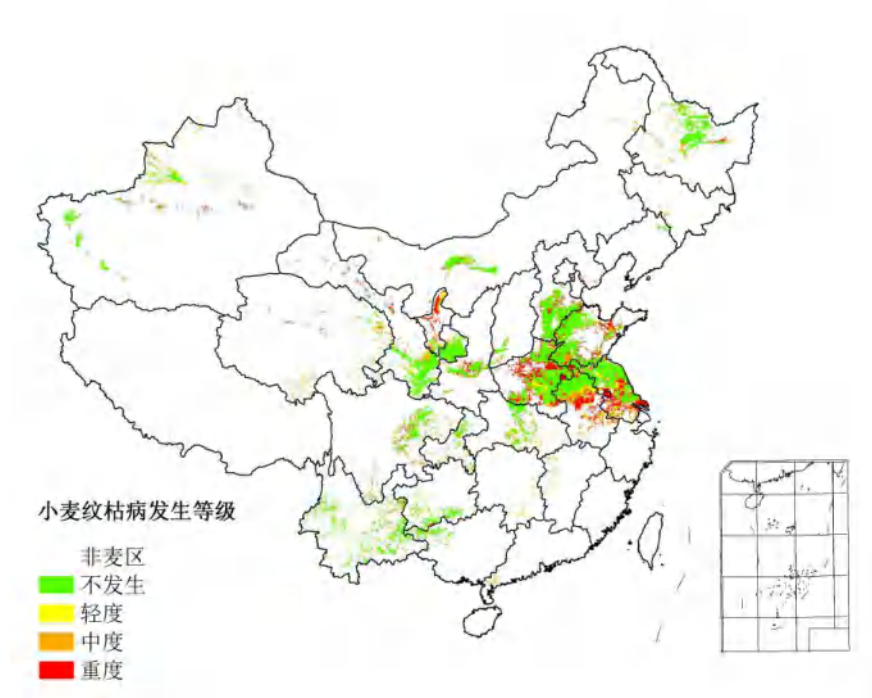 小麦纹枯病发生等级
非麦区
不发生
轻度
中度
重度